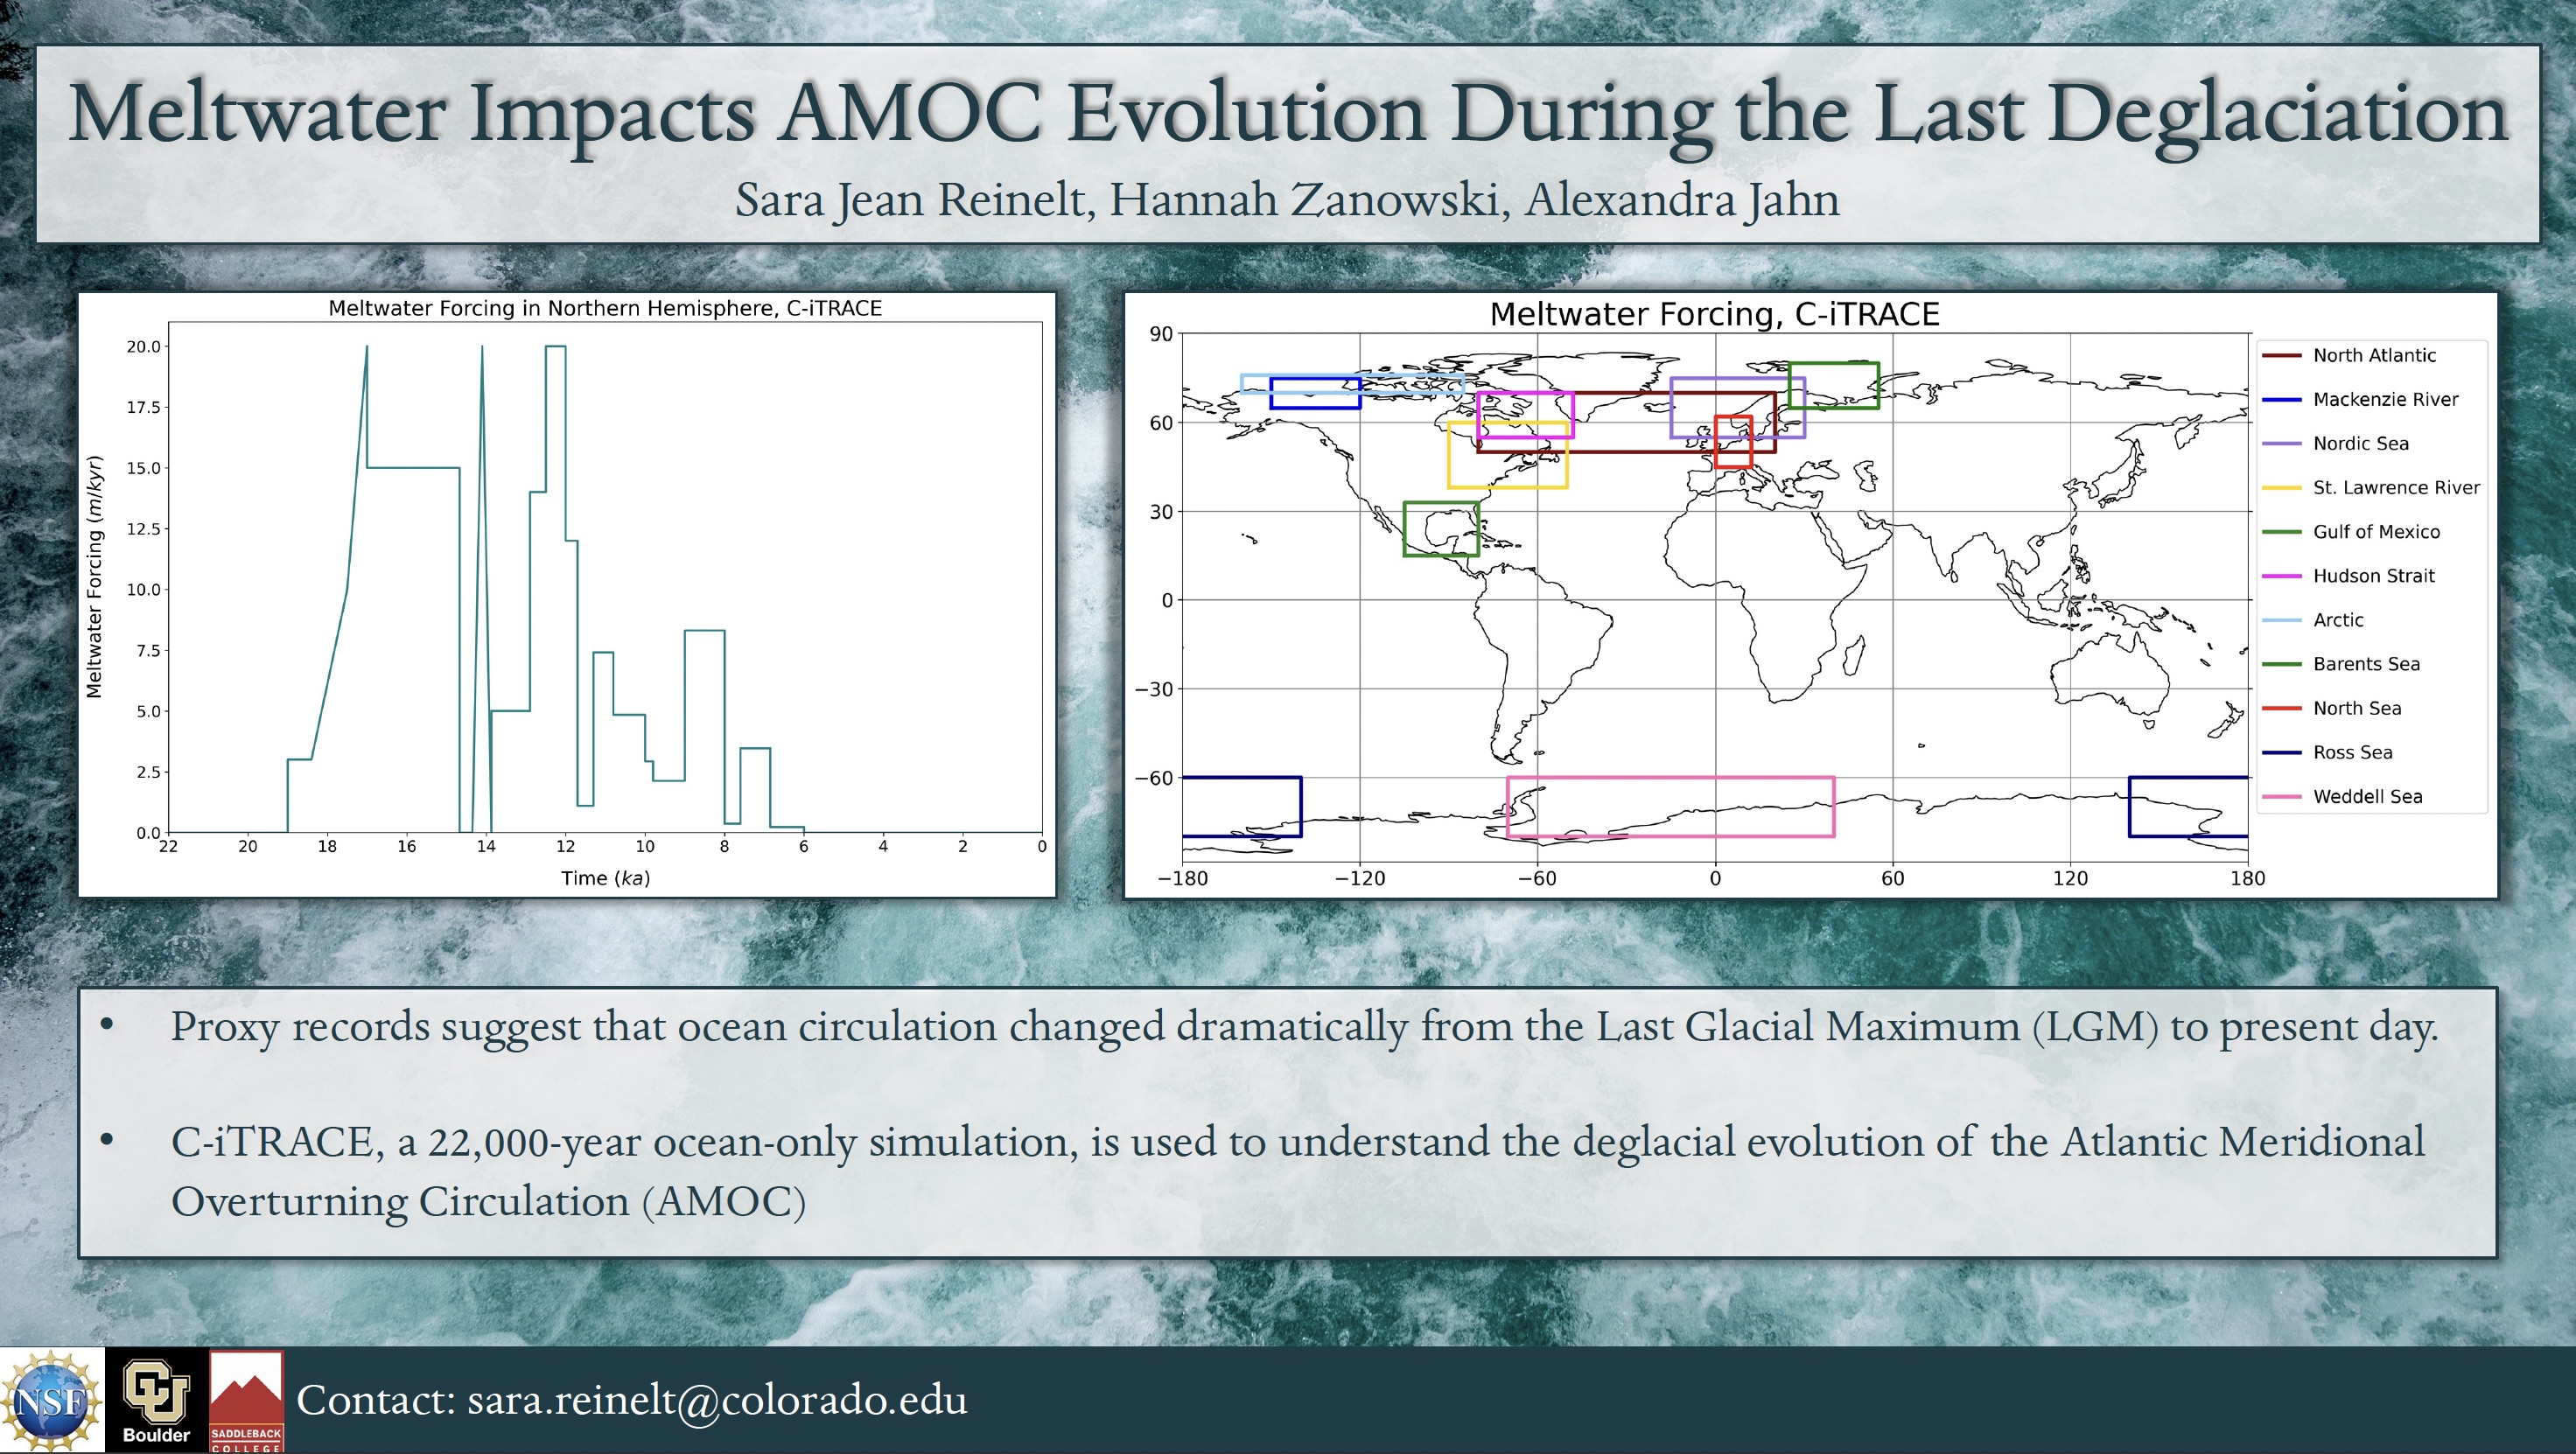 Meltwater Impacts AMOC Evolution During the Last Deglaciation
Sara Jean Reinelt, Hannah Zanowski, Alexandra Jahn
Meltwater Forcing in Northern Hemisphere, C-iTRACE
Meltwater Forcing (m/kyr)
20.0
17.5
15.0
12.5
10.0
7.5
5.0
2.5
0.0
22 20 18 16 14 12 10 8 6 4 2 0
Time (ka)
Meltwater Forcing, C-iTRACE
90
60
30
0
−30
−60
−180 −120 −60 0 60 120 180
North Atlantic
Mackenzie River
Nordic Sea
St. Lawrence River
Gulf of Mexico
Hudson Strait
Arctic
Barents Sea
North Sea
Ross Sea
Weddell Sea
• Proxy records suggest that ocean circulation changed dramatically from the Last Glacial Maximum (LGM) to present day.
• C-iTRACE, a 22,000-year ocean-only simulation, is used to understand the deglacial evolution of the Atlantic Meridional
Overturning Circulation (AMOC)
NSF
CU
Boulder
SADDLEBACK
COLLEGE
Contact: sara.reinelt@colorado.edu